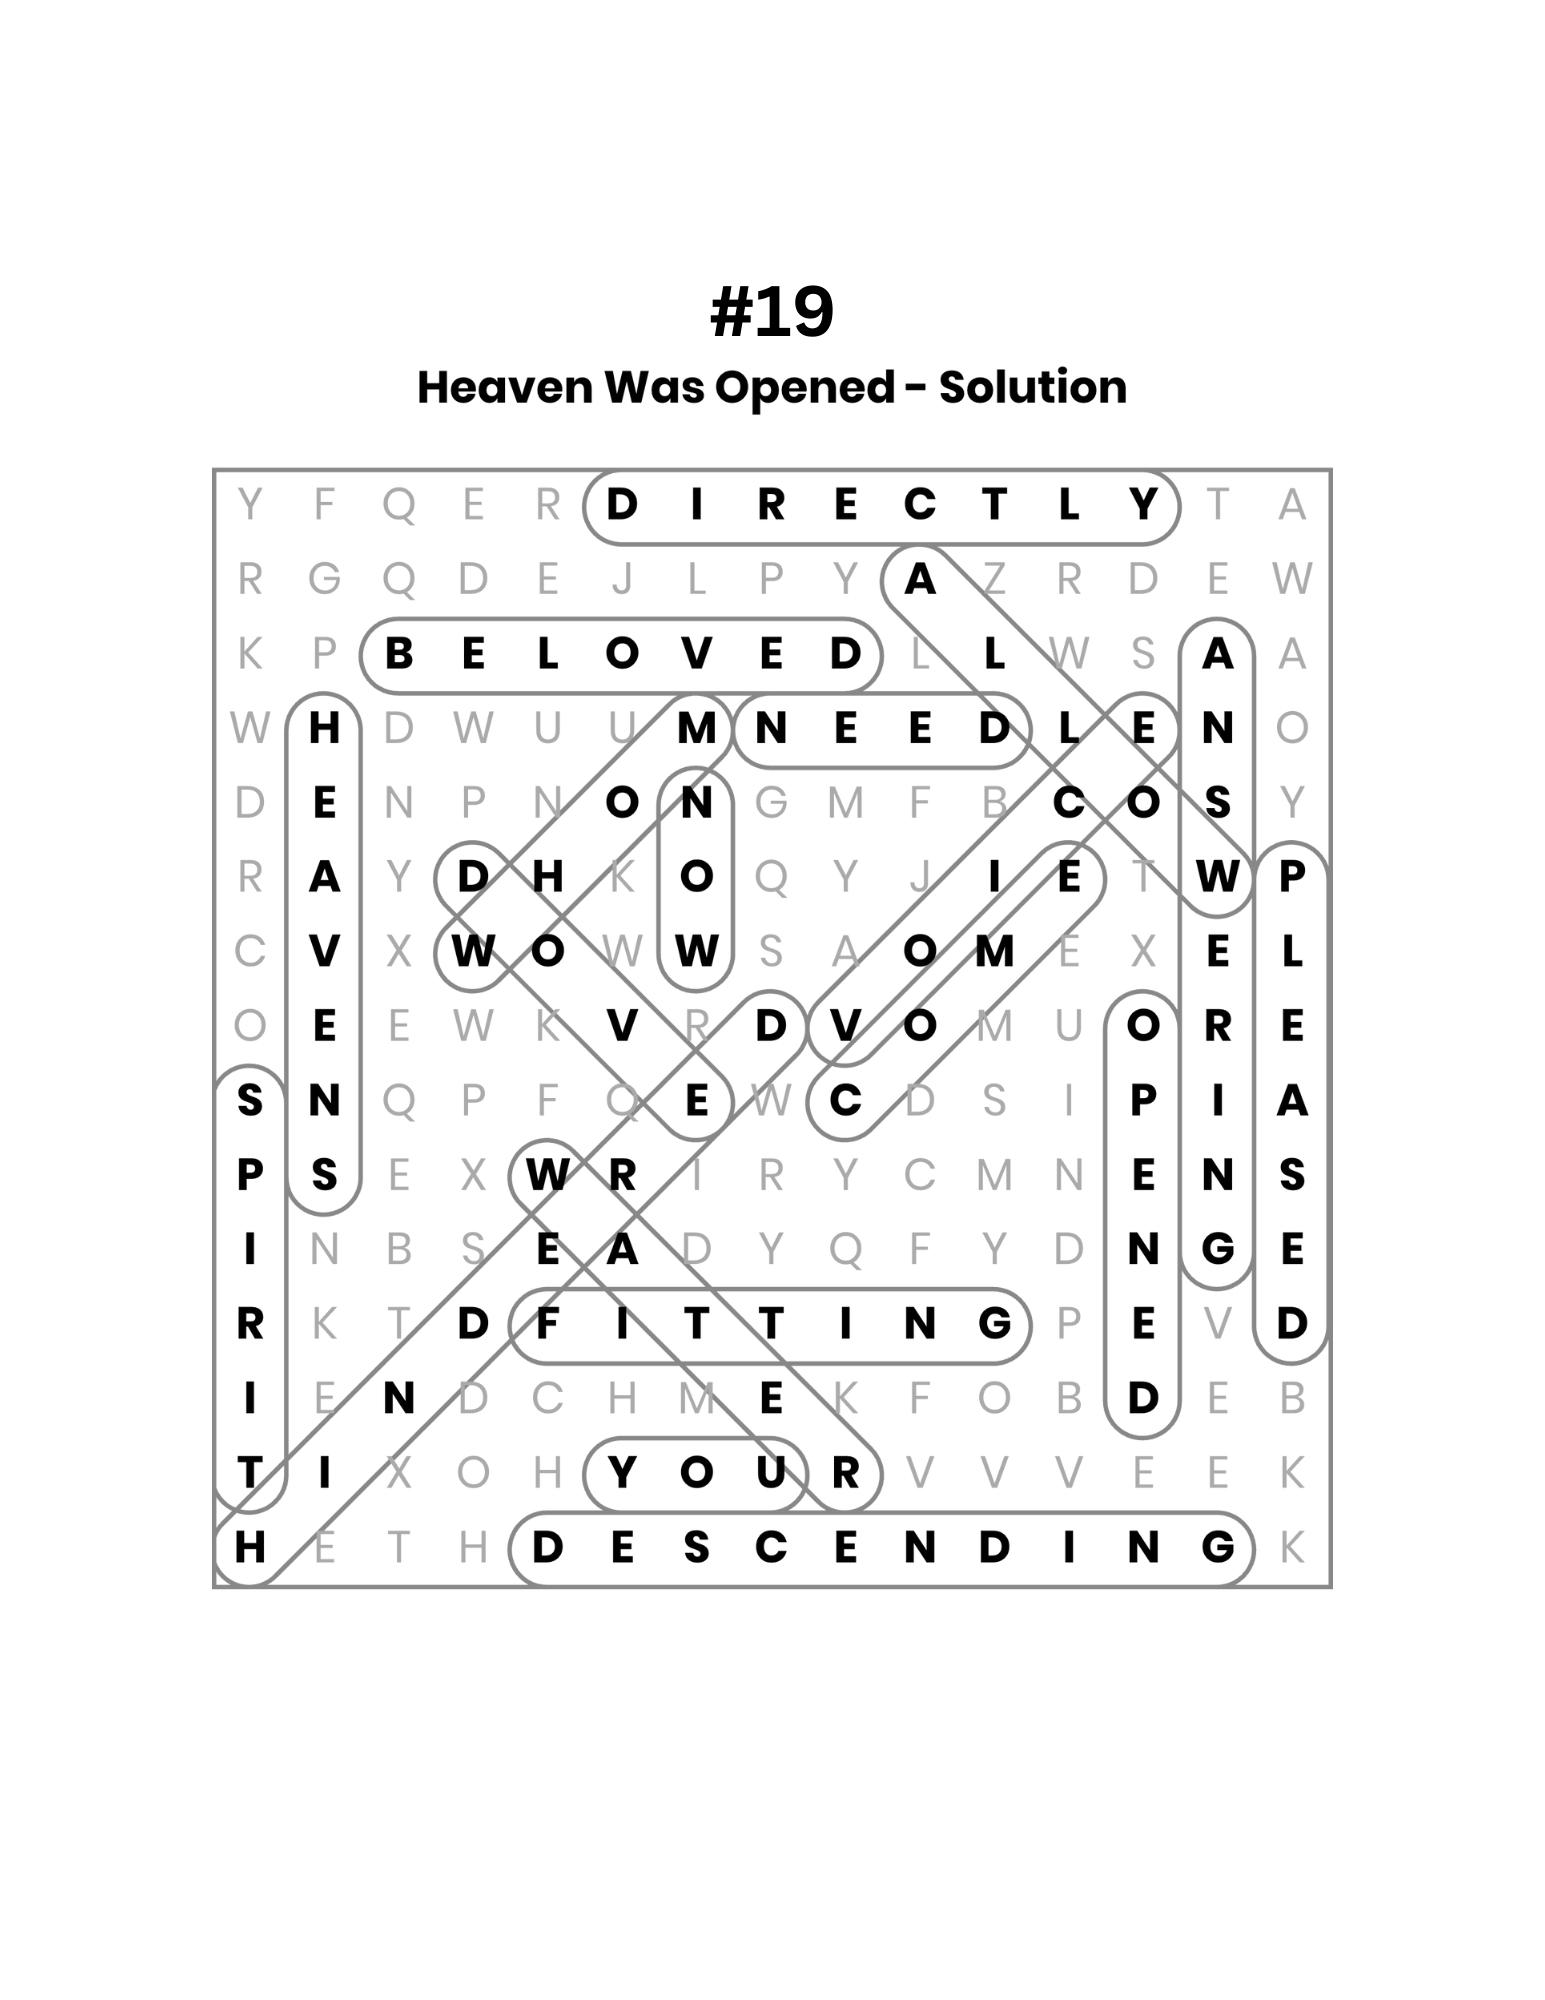 #19
Heaven Was Opened - Solution
Y F Q E R D I R E C T L Y T A
R G Q D E J L P Y A Z R D E W
K P B E L O V E D L L W S A A
W H D W U U M N E E D L E N O
D E N P N O N G M F B C O S Y
R A Y D H K O Q Y J I E T W P
C V X W O W W S A O M E X E L
O E E W K V R D V O M U O R E
S N Q P F Q E W C D S I P I A
P S E X W R I R Y C M N E N S
I N B S E A D Y Q F Y D N G E
R K T D F I T T I N G P E V D
I E N D C H M E K F O B D E B
T I X O H Y O U R V V V E E K
H E T H D E S C E N D I N G K